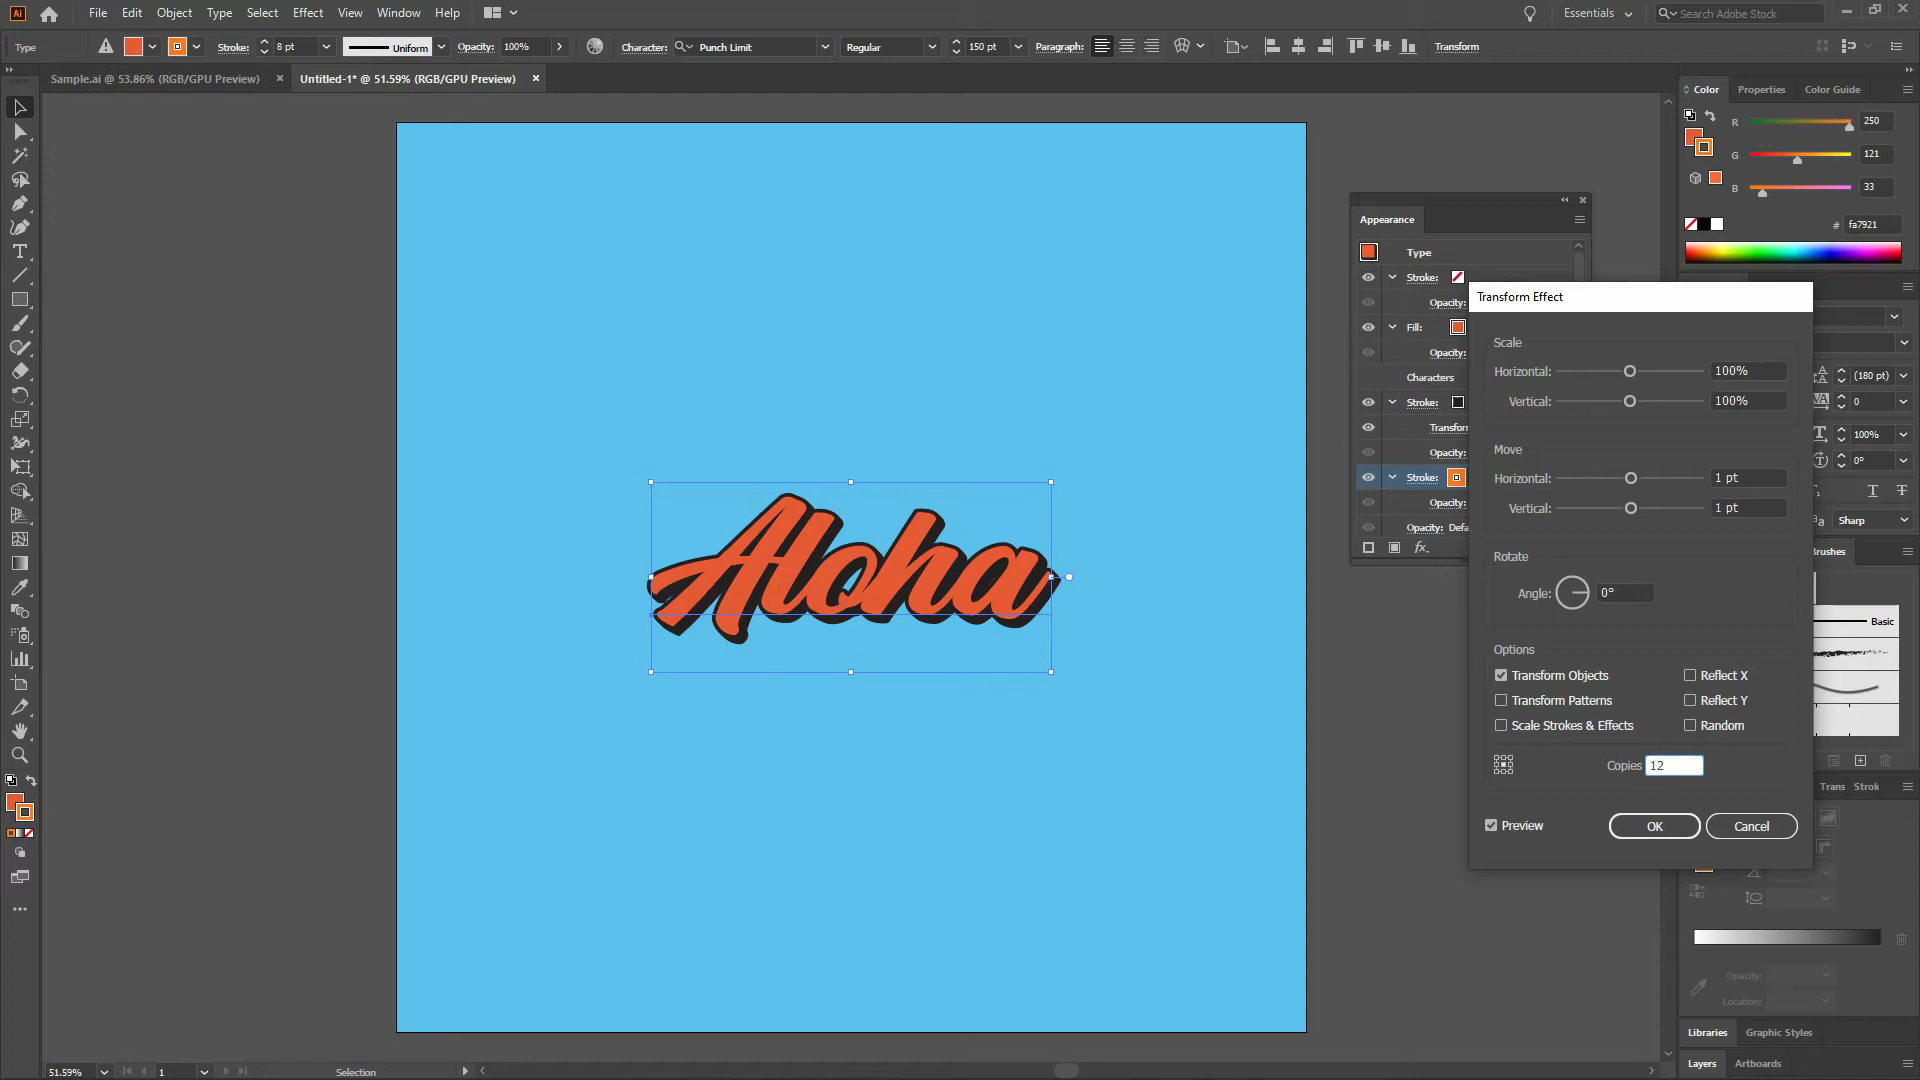 Ai File Edit Object Type Select Effect View Window Help Essentials Search Adobe Stock
Type Stroke: 8 pt Uniform Opacity: 100% Character: Punch Limit Regular 150 pt Paragraph: Transform
Sample.ai @ 53.86% (RGB/GPU Preview) Untitled-1* @ 51.59% (RGB/GPU Preview)
Color Properties Color Guide
R 250
G 121
B 33
# fa7921
Appearance
Type
Stroke:
Opacity:
Fill:
Opacity:
Characters
Stroke:
Transform
Opacity:
Stroke:
Opacity:
Opacity: Defa
fx.
Transform Effect
Scale
Horizontal: 100%
Vertical: 100%
Move
Horizontal: 1 pt
Vertical: 1 pt
Rotate
Angle: 0°
Options
Transform Objects Reflect X
Transform Patterns Reflect Y
Scale Strokes & Effects Random
Copies 12
Preview OK Cancel
(180 pt)
0
100%
0°
Sharp
Brushes
Basic
Trans Strok
Opacity:
Location:
Libraries Graphic Styles
Layers Artboards
Aloha
51.59% 1 Selection